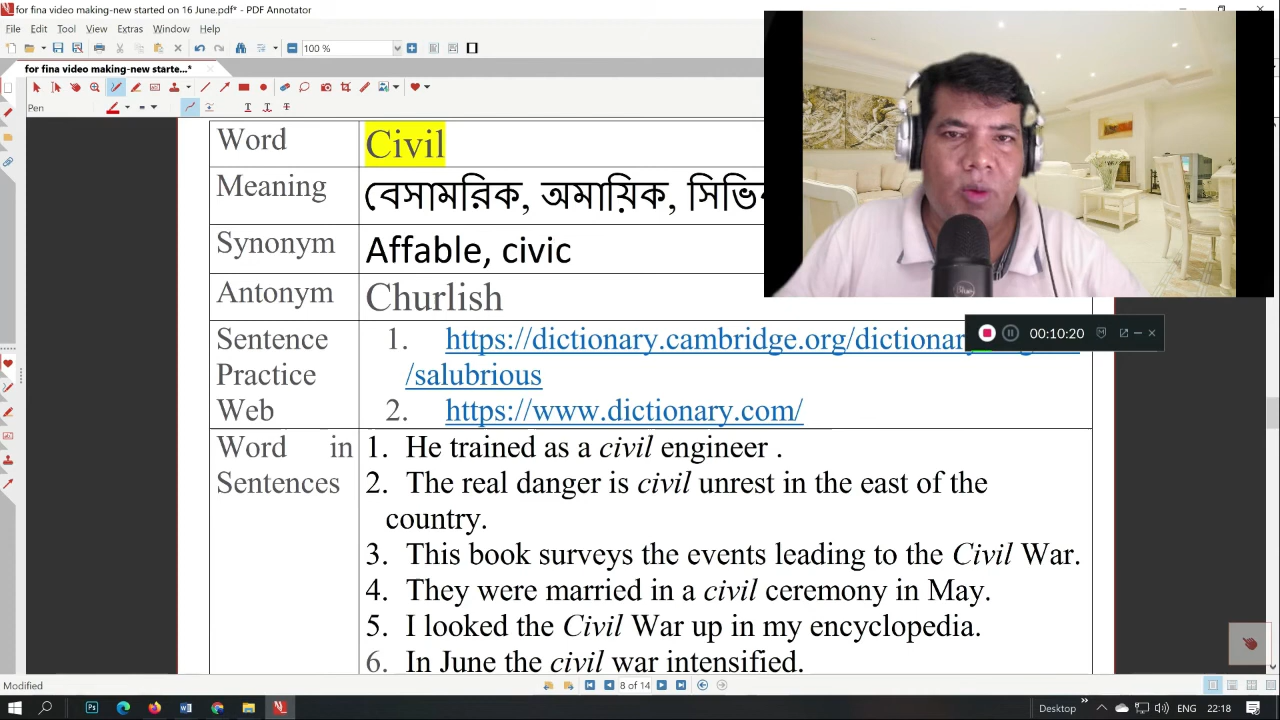 for fina video making-new started on 16 June.pdf* - PDF Annotator
File Edit View Tool Extras Window Help
100 %
for fina video making-new starte...*
Pen
Word Civil
Meaning বেসামরিক, অমায়িক,
Synonym Affable, civic
Antonym Churlish
00:10:20
Sentence 1. https://dictionary.cambridge.org/dictionary
Practice /salubrious
Web 2. https://www.dictionary.com/
Word in 1. He trained as a civil engineer .
Sentences 2. The real danger is civil unrest in the east of the
country.
3. This book surveys the events leading to the Civil War.
4. They were married in a civil ceremony in May.
5. I looked the Civil War up in my encyclopedia.
6. In June the civil war intensified.
Modified 8 of 14
Desktop ENG 22:18